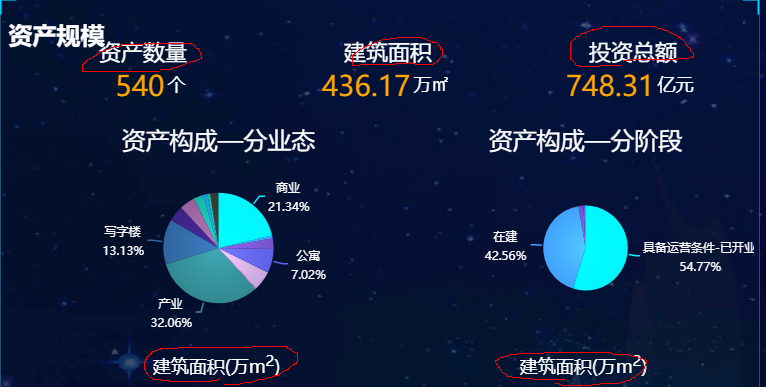 资产规模
资产数量
建筑面积
投资总额
540个
436.17万㎡
748.31亿元
资产构成—分业态
资产构成—分阶段
商业
21.34%
写字楼
13.13%
公寓
7.02%
产业
32.06%
在建
42.56%
具备运营条件-已开业
54.77%
建筑面积(万m²)
建筑面积(万m²)